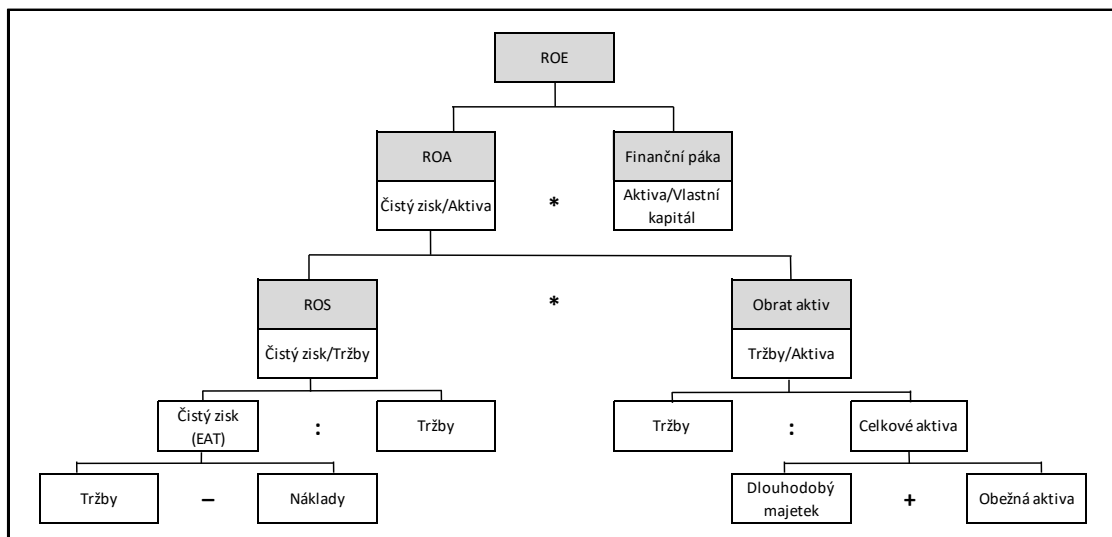 ROE
ROA
Finanční páka
Čistý zisk/Aktiva
*
Aktiva/Vlastní
kapitál
ROS
*
Obrat aktiv
Čistý zisk/Tržby
Tržby/Aktiva
Čistý zisk
(EAT)
:
Tržby
Tržby
:
Celkové aktiva
Tržby
–
Náklady
Dlouhodobý
majetek
+
Obežná aktiva